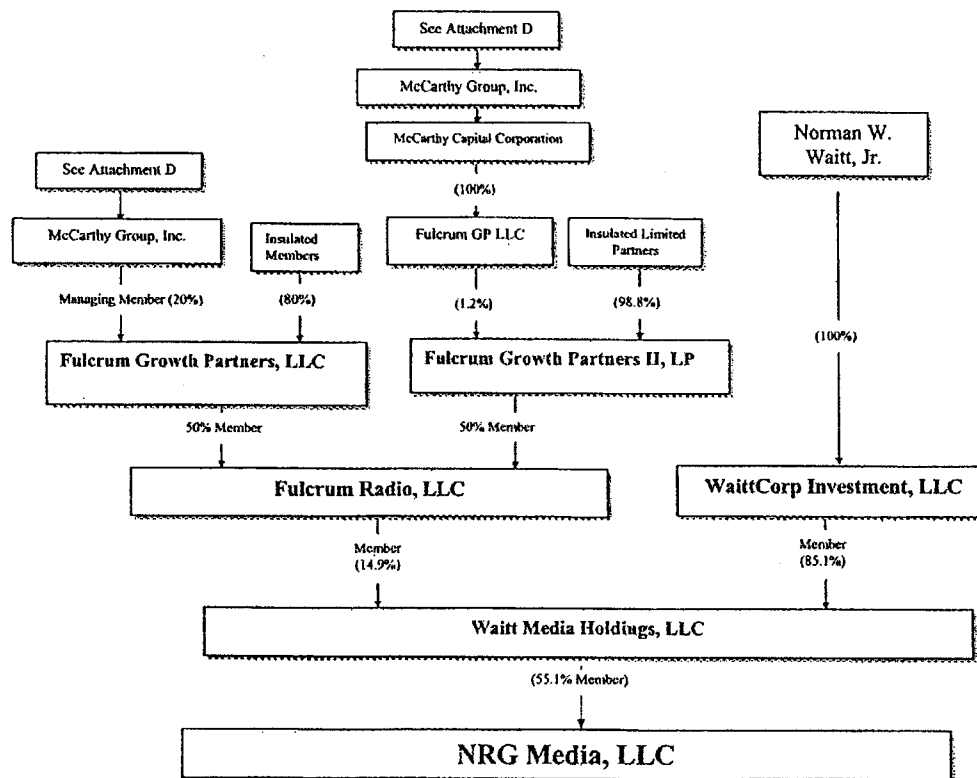 See Attachment D
McCarthy Group, Inc.
McCarthy Capital Corporation
Norman W.
Waitt, Jr.
See Attachment D
(100%)
McCarthy Group, Inc.
Insulated
Members
Fulcrum GP LLC
Insulated Limited
Partners
Managing Member (20%)
(80%)
(1.2%)
(98.8%)
(100%)
Fulcrum Growth Partners, LLC
Fulcrum Growth Partners II, LP
50% Member
50% Member
Fulcrum Radio, LLC
WaittCorp Investment, LLC
Member
(14.9%)
Member
(85.1%)
Waitt Media Holdings, LLC
(55.1% Member)
NRG Media, LLC